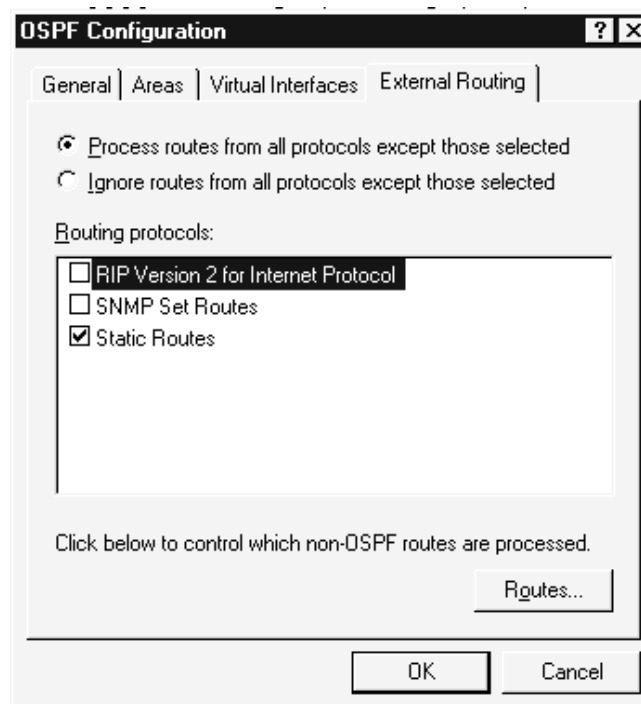 OSPF Configuration
General Areas Virtual Interfaces External Routing
Process routes from all protocols except those selected
Ignore routes from all protocols except those selected
Routing protocols:
RIP Version 2 for Internet Protocol
SNMP Set Routes
Static Routes
Click below to control which non-OSPF routes are processed.
Routes...
OK Cancel